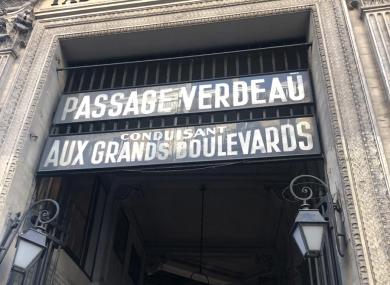 PASSAGE VERDEAU
CONDUISANT
AUX GRANDS BOULEVARDS